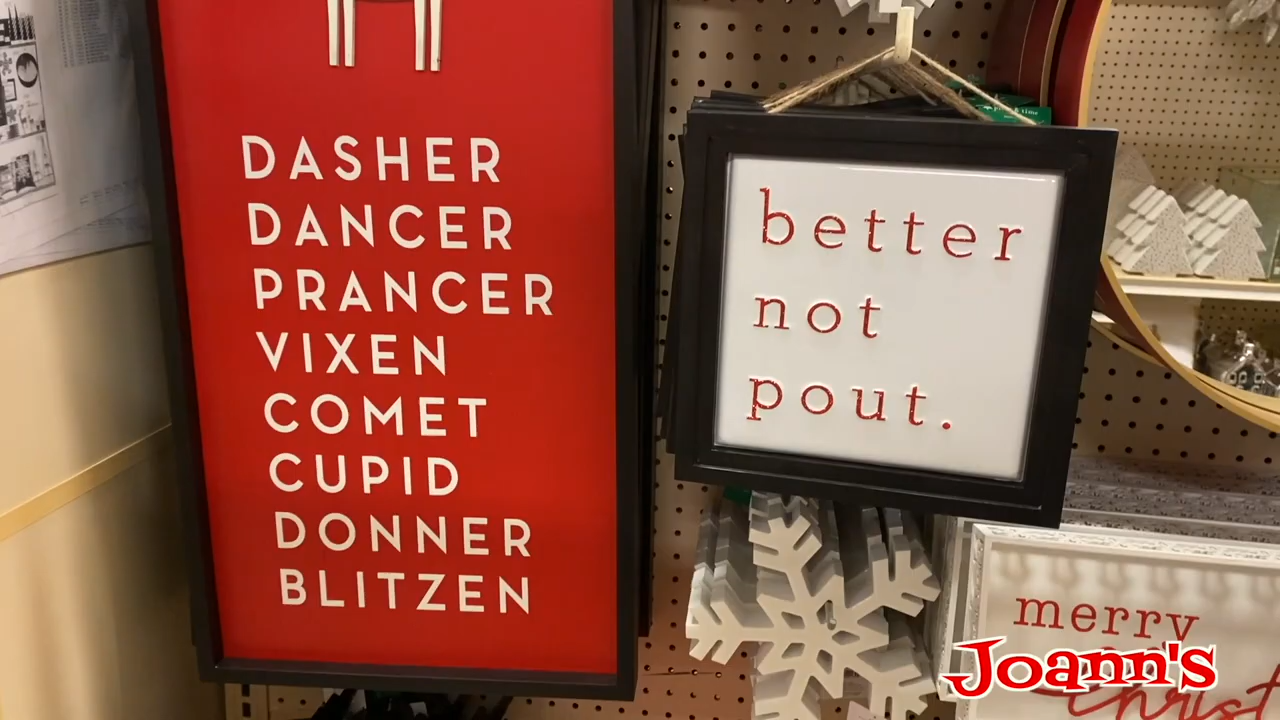 DASHER
DANCER
PRANCER
VIXEN
COMET
CUPID
DONNER
BLITZEN
better
not
pout.
merry
Joann's